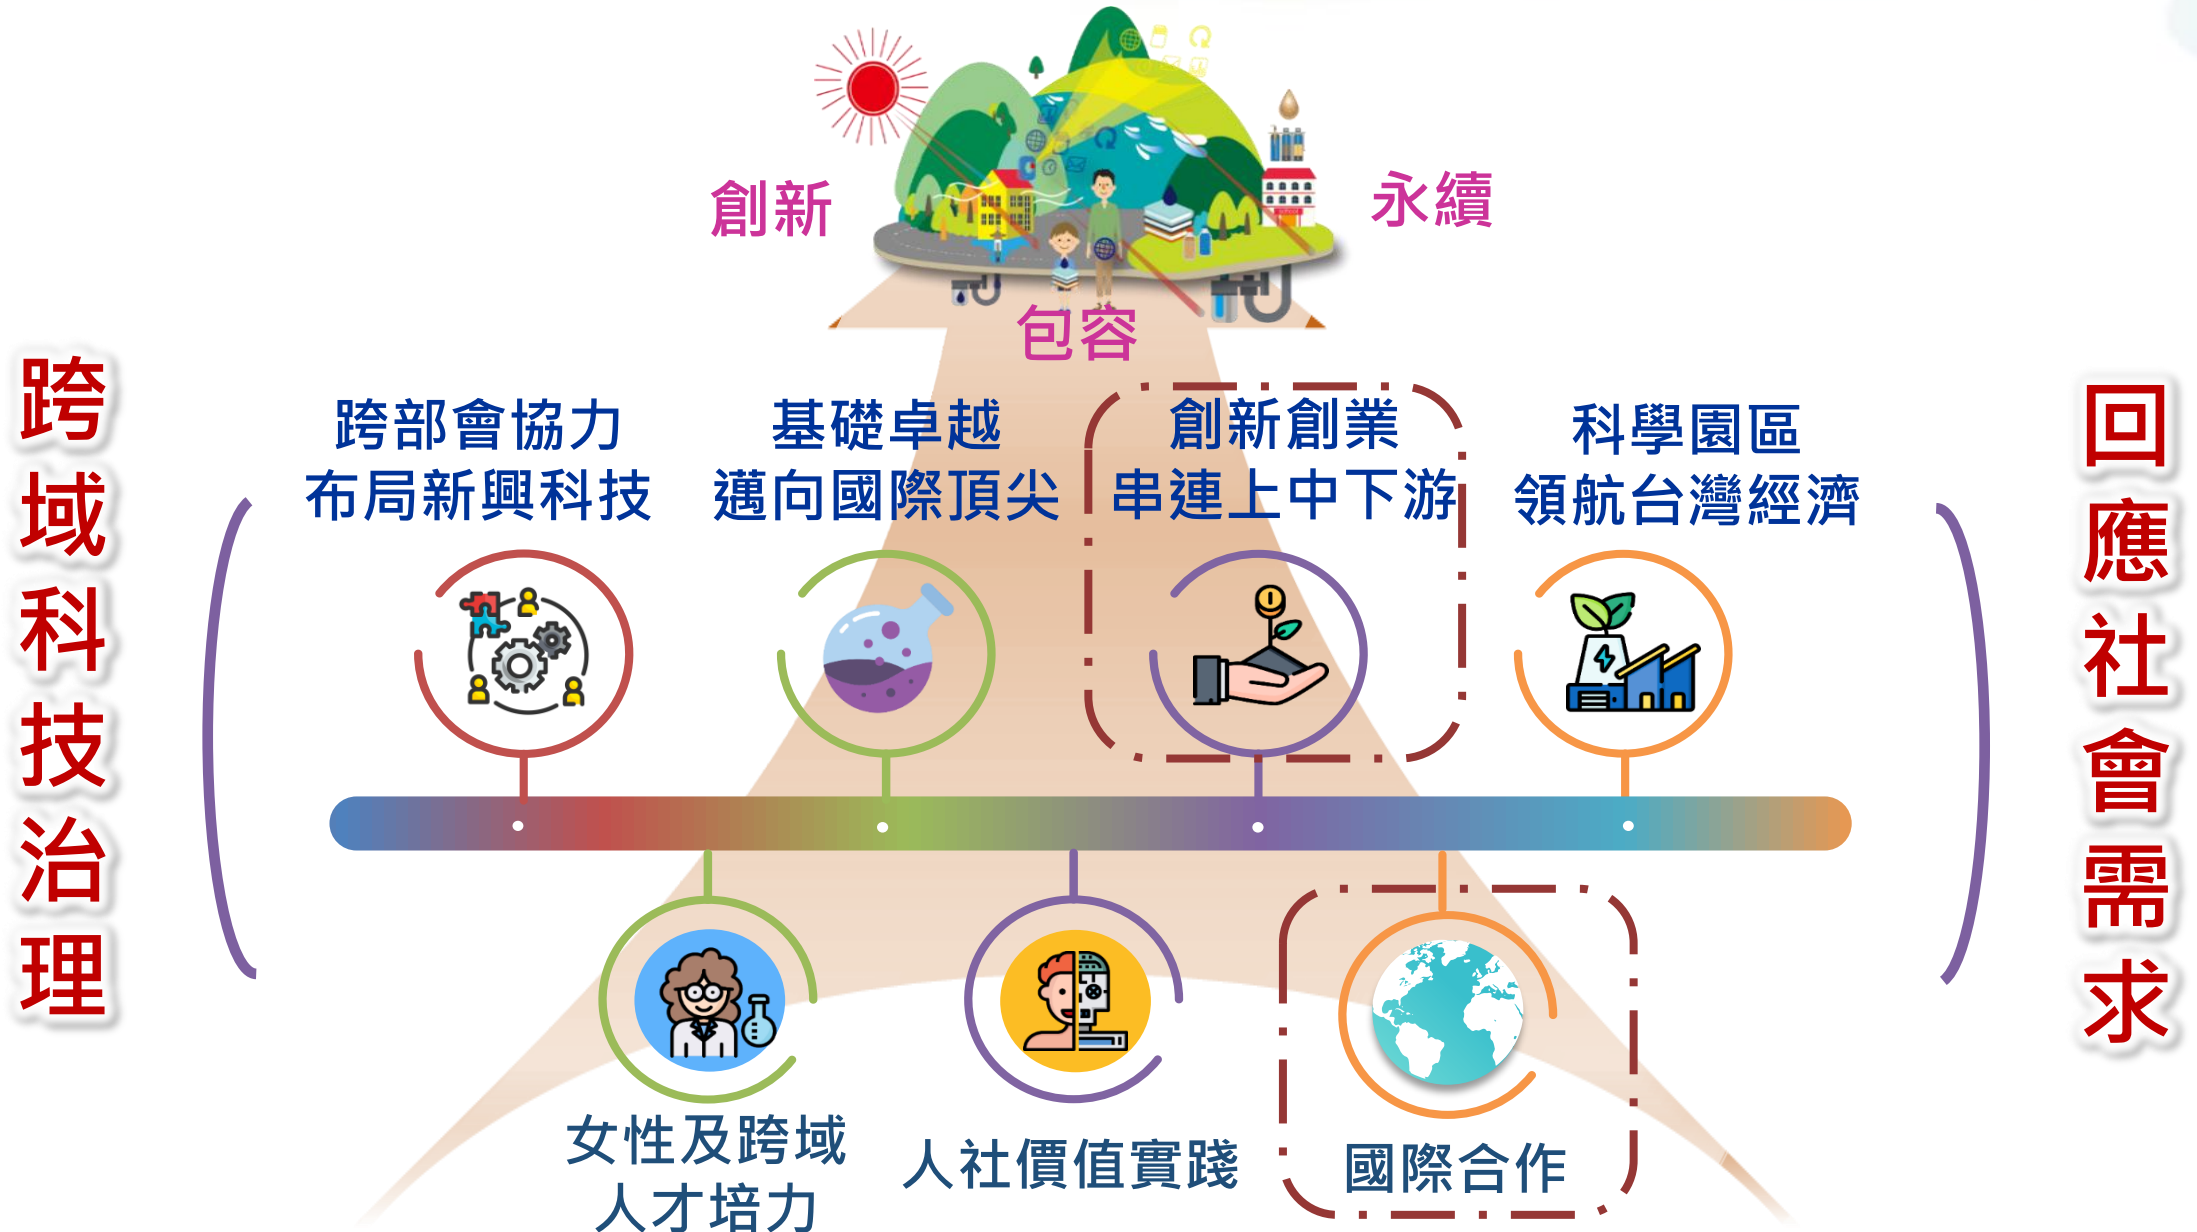 創新
永續
包容
跨域科技治理
跨部會協力
布局新興科技
基礎卓越
邁向國際頂尖
創新創業
串連上中下游
科學園區
領航台灣經濟
女性及跨域
人才培力
人社價值實踐
國際合作
回應社會需求